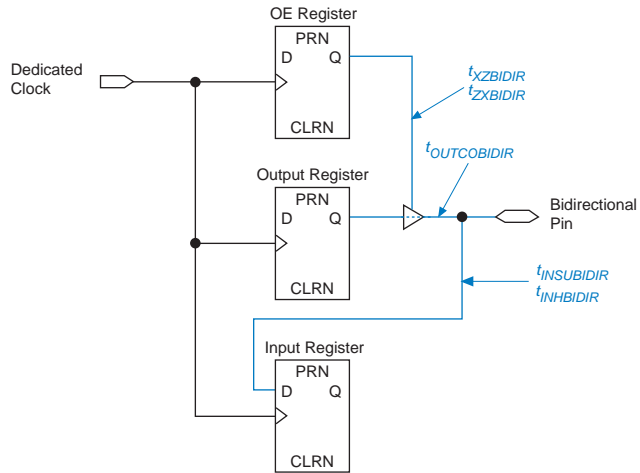 OE Register
PRN
D Q
CLRN
Dedicated
Clock
tXZBIDIR
tZXBIDIR
tOUTCOBIDIR
Output Register
PRN
D Q
CLRN
Bidirectional
Pin
tINSUBIDIR
tINHBIDIR
Input Register
PRN
D Q
CLRN